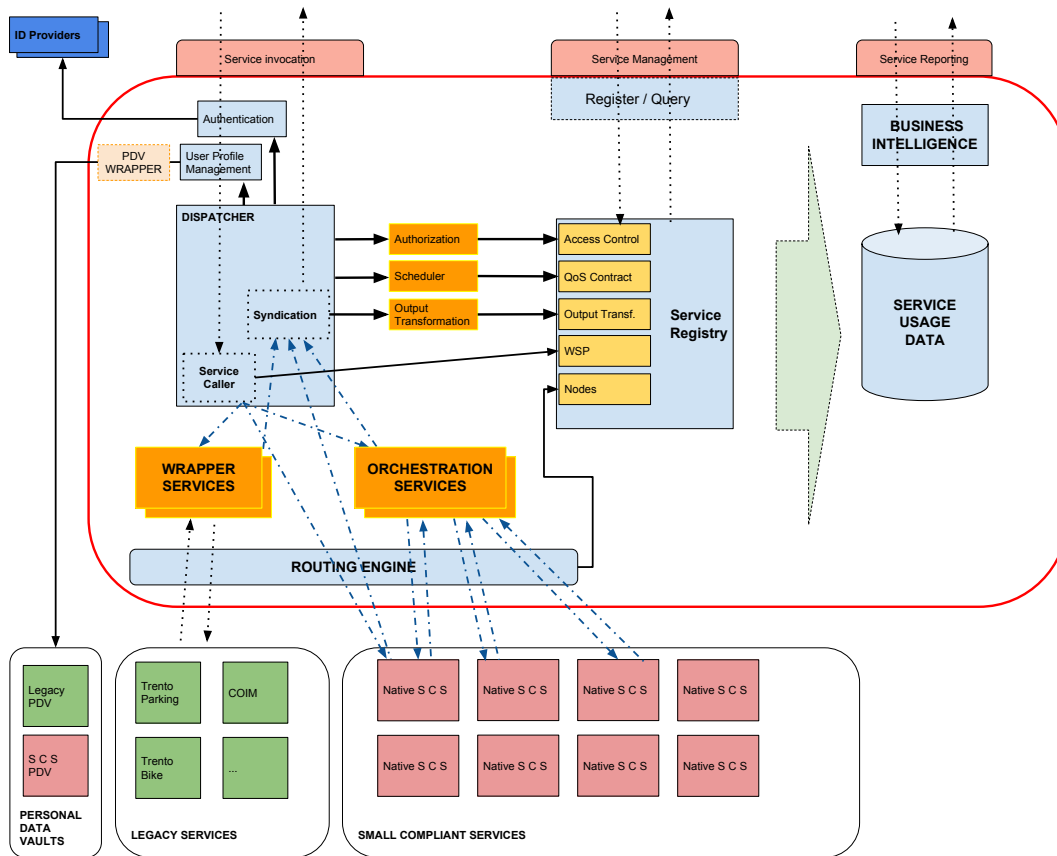 ID Providers
Service invocation
Service Management
Service Reporting
Register / Query
Authentication
BUSINESS
INTELLIGENCE
PDV
WRAPPER
User Profile
Management
DISPATCHER
Authorization
Access Control
Scheduler
QoS Contract
Syndication
Output
Transformation
Output Transf.
Service
Registry
SERVICE
USAGE
DATA
WSP
Service
Caller
Nodes
WRAPPER
SERVICES
ORCHESTRATION
SERVICES
ROUTING ENGINE
Legacy
PDV
Trento
Parking
COIM
Native S C S
Native S C S
Native S C S
Native S C S
S C S
PDV
Trento
Bike
...
Native S C S
Native S C S
Native S C S
Native S C S
PERSONAL
DATA
VAULTS
LEGACY SERVICES
SMALL COMPLIANT SERVICES